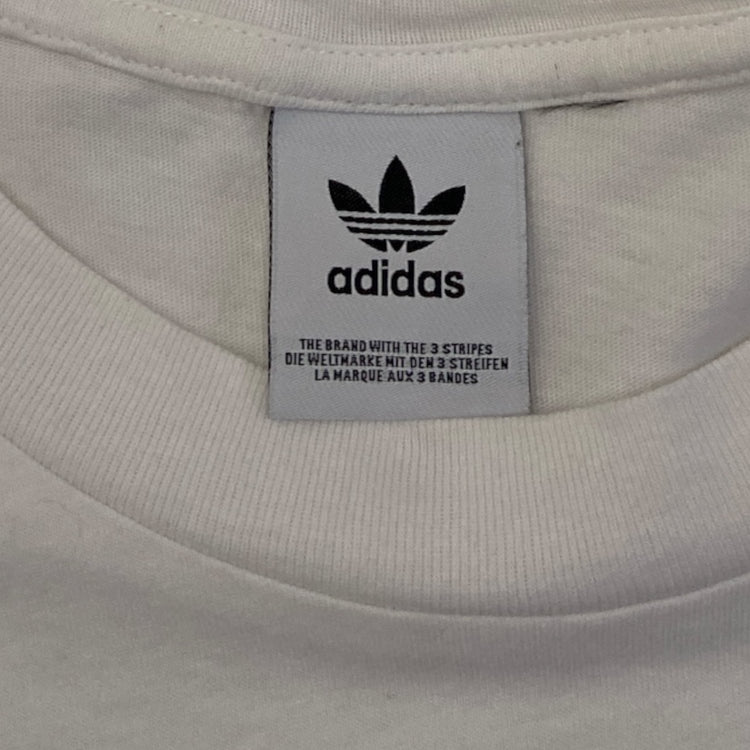 adidas
THE BRAND WITH THE 3 STRIPES
DIE WELTMARKE MIT DEN 3 STREIFEN
LA MARQUE AUX 3 BANDES